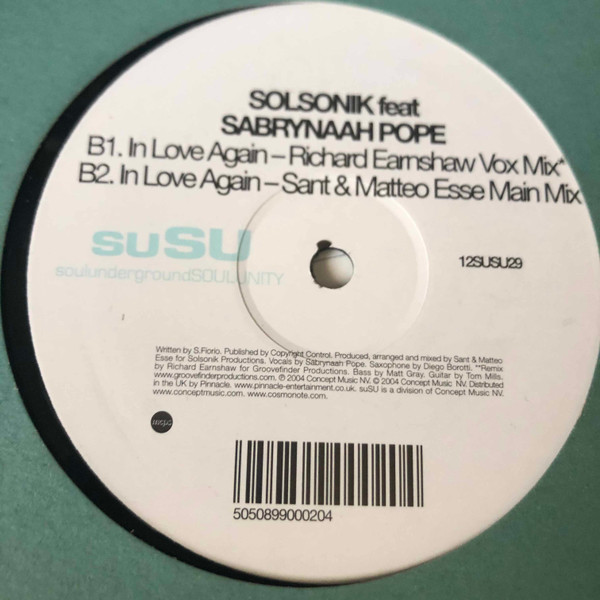 SOLSONIK feat
SABRYNAAH POPE
B1. In Love Again – Richard Earnshaw Vox Mix*
B2. In Love Again – Sant & Matteo Esse Main Mix
suSU
soulundergroundSOULUNITY
12SUSU29
Written by S.Fiorio. Published by Copyright Control. Produced, arranged and mixed by Sant & Matteo
Esse for Solsonik Productions. Vocals by Sabrynaah Pope. Saxophone by Diego Borotti. **Remix
by Richard Earnshaw for Groovefinder Productions. Bass by Matt Gray. Guitar by Tom Mills.
www.groovefinderproductions.com. ℗ 2004 Concept Music NV. © 2004 Concept Music NV. Distributed
in the UK by Pinnacle. www.pinnacle-entertainment.co.uk. suSU is a division of Concept Music NV.
www.conceptmusic.com. www.cosmonote.com.
mcps
5050899000204